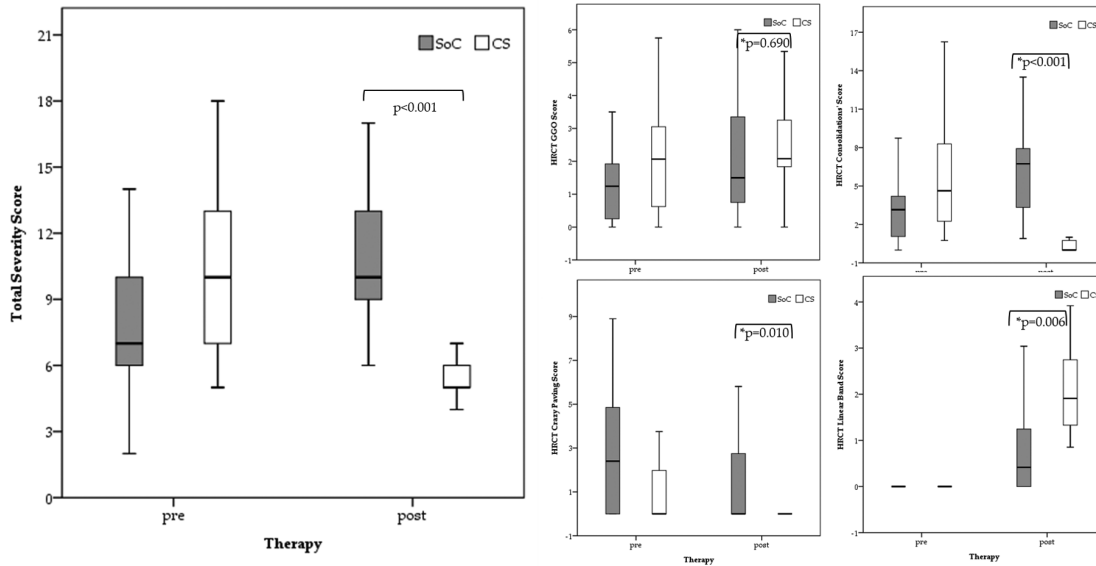 Total Severity Score
21
18
15
12
9
6
3
0
SoC CS
p<0.001
pre post
Therapy
HRCT GGO Score
6
5
4
3
2
1
0
-1
SoC CS
*p=0.690
pre post
HRCT Consolidations' Score
17
14
11
8
5
2
-1
SoC CS
*p<0.001
pre post
HRCT Crazy Paving Score
9
7
5
3
1
-1
SoC CS
*p=0.010
pre post
Therapy
HRCT Linear Band Score
4
3
2
1
0
-1
SoC CS
*p=0.006
pre post
Therapy